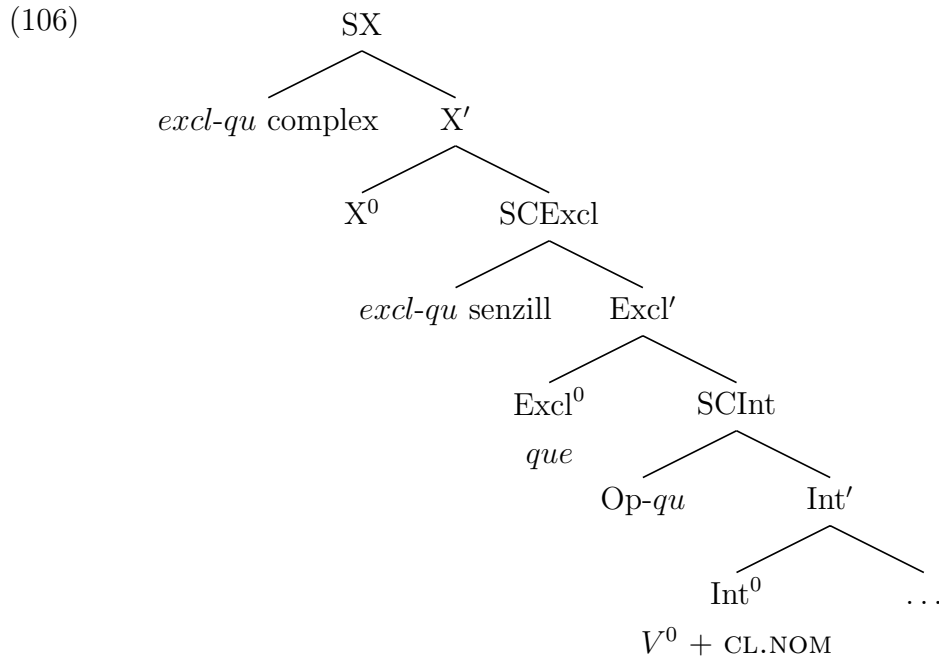 (106) SX
excl-qu complex X′
X⁰ SCExcl
excl-qu senzill Excl′
Excl⁰ SCInt
que
Op-qu Int′
Int⁰ ...
V⁰ + CL.NOM